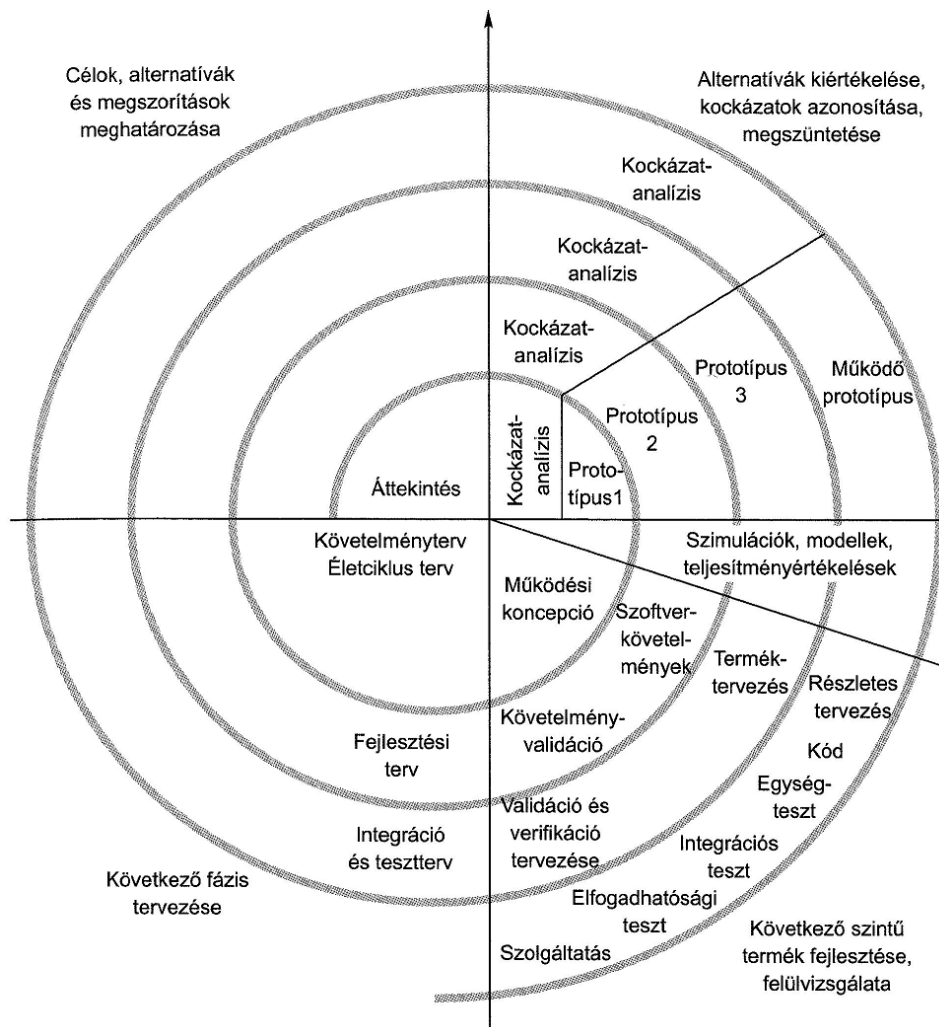 Célok, alternatívák
és megszorítások
meghatározása
Alternatívák kiértékelése,
kockázatok azonosítása,
megszüntetése
Kockázat-
analízis
Kockázat-
analízis
Kockázat-
analízis
Kockázat-
analízis
Proto-
típus1
Prototípus
2
Prototípus
3
Működő
prototípus
Áttekintés
Követelményterv
Életciklus terv
Szimulációk, modellek,
teljesítményértékelések
Működési
koncepció
Szoftver-
követel-
mények
Termék-
tervezés
Részletes
tervezés
Követelmény-
validáció
Kód
Fejlesztési
terv
Egység-
teszt
Integráció
és tesztterv
Validáció és
verifikáció
tervezése
Integrációs
teszt
Elfogadhatósági
teszt
Szolgáltatás
Következő fázis
tervezése
Következő szintű
termék fejlesztése,
felülvizsgálata